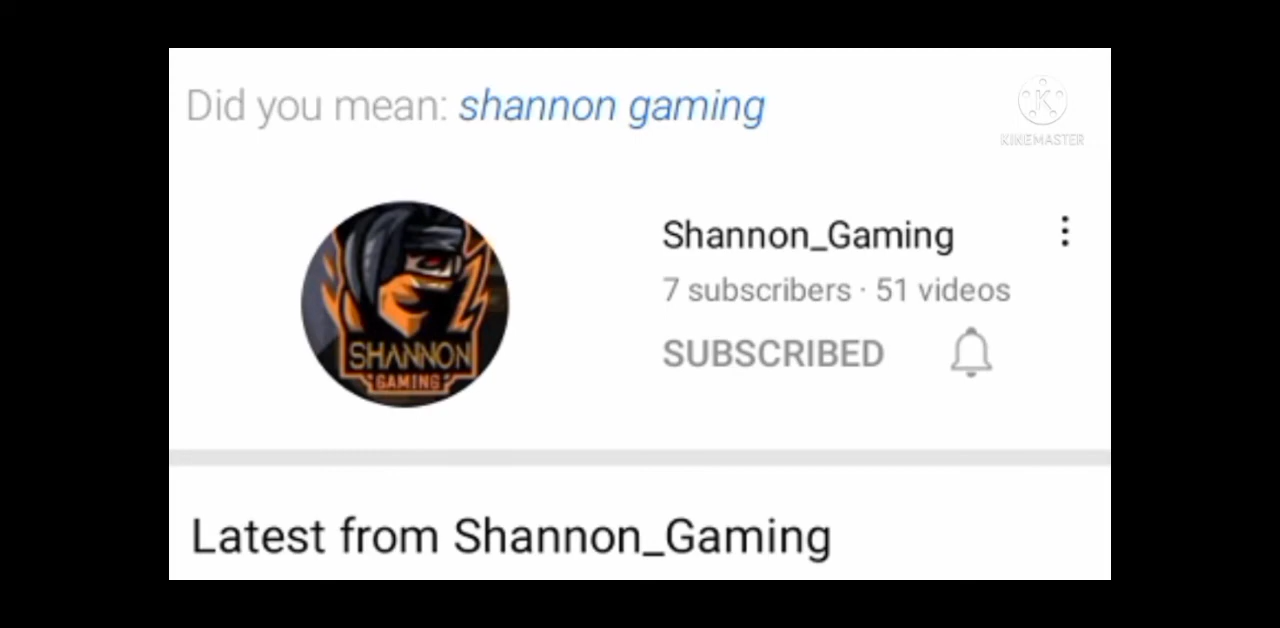 Did you mean: shannon gaming
K
KINEMASTER
SHANNON
GAMING
Shannon_Gaming
7 subscribers · 51 videos
SUBSCRIBED
Latest from Shannon_Gaming